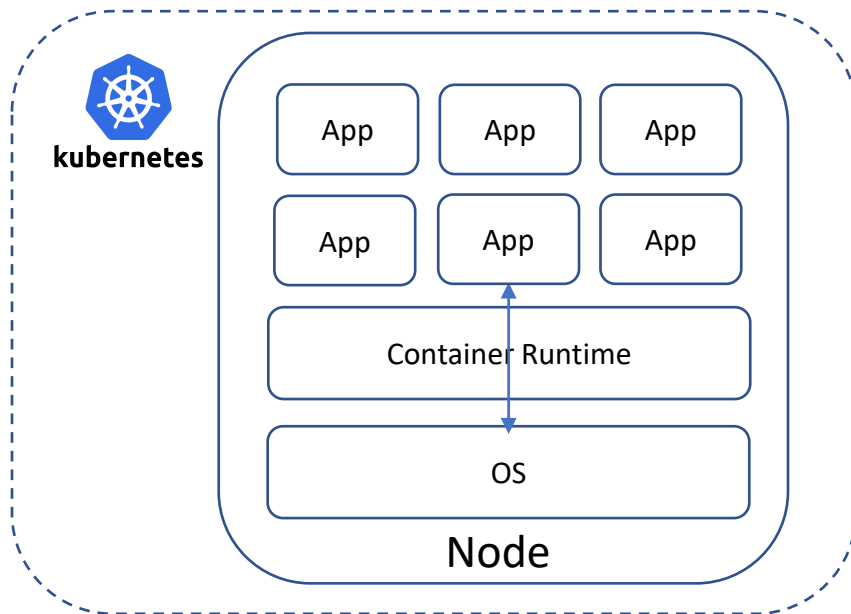 kubernetes
App App App
App App App
Container Runtime
OS
Node